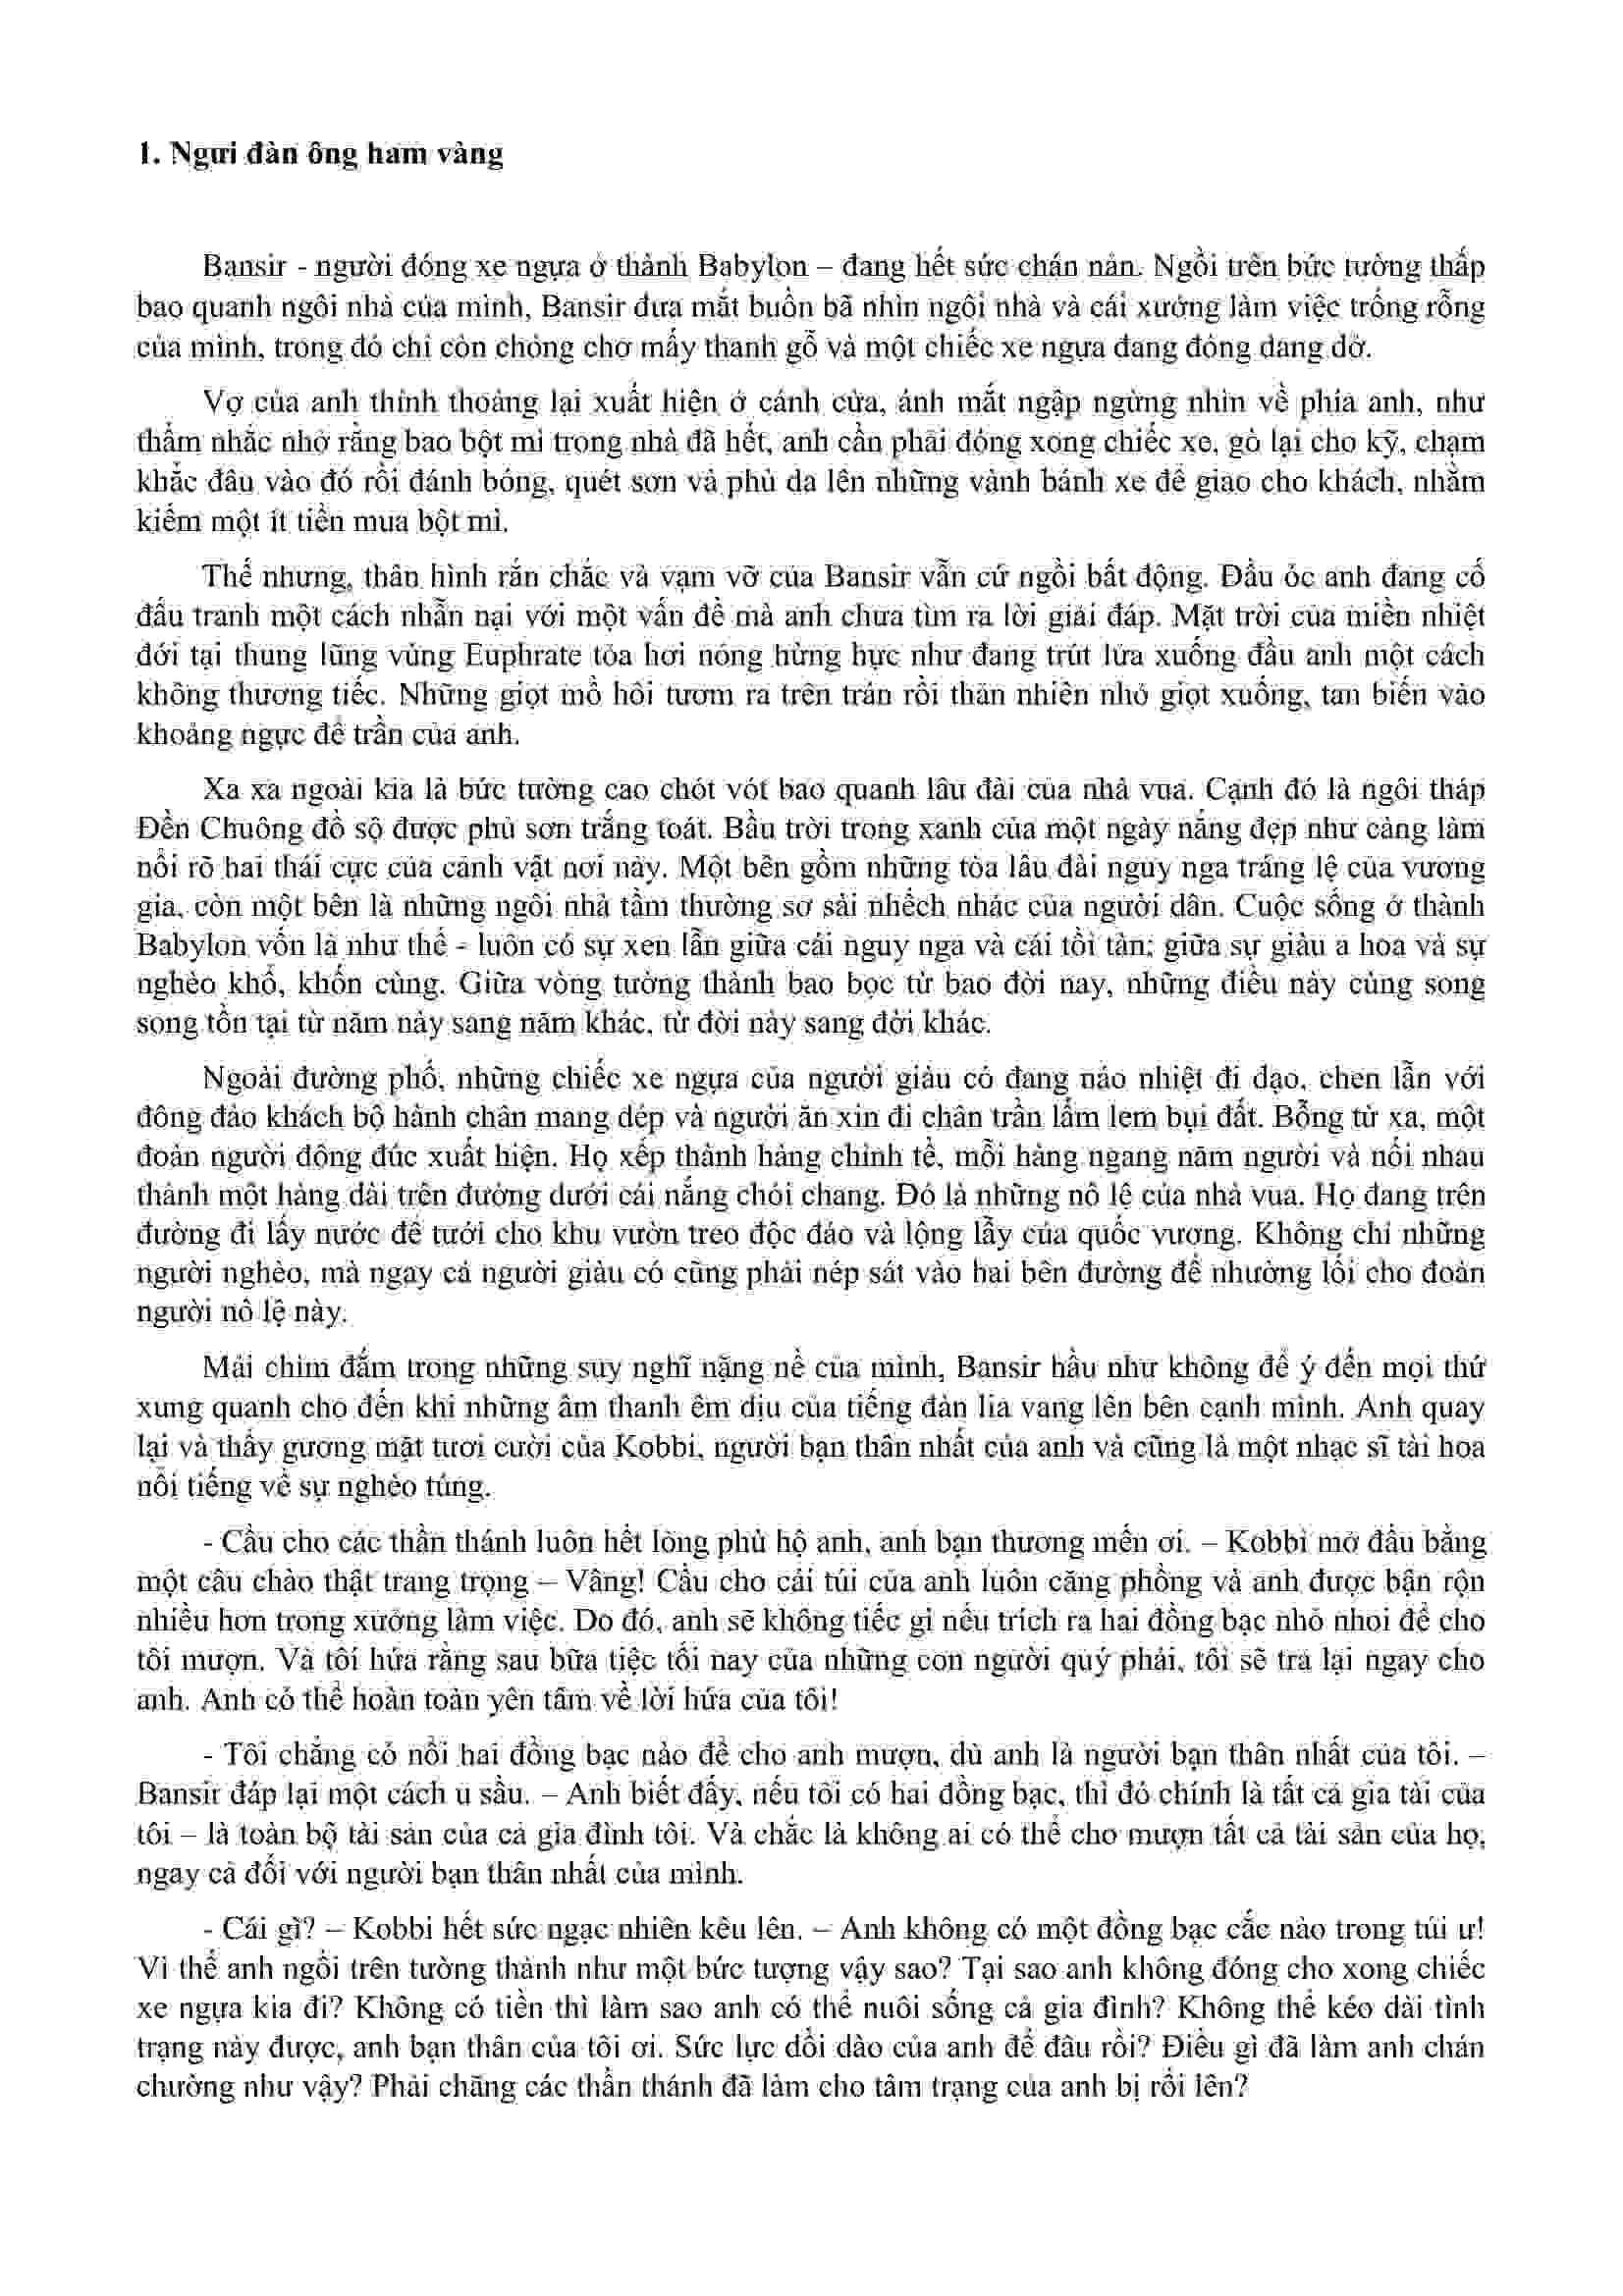 1. Ngưi đàn ông ham vàng
Bansir - người đóng xe ngựa ở thành Babylon – đang hết sức chán nản. Ngồi trên bức tường thấp
bao quanh ngôi nhà của mình, Bansir đưa mắt buồn bã nhìn ngôi nhà và cái xưởng làm việc trống rỗng
của mình, trong đó chỉ còn chỏng chơ mấy thanh gỗ và một chiếc xe ngựa đang đóng dang dở.
Vợ của anh thỉnh thoảng lại xuất hiện ở cánh cửa, ánh mắt ngập ngừng nhìn về phía anh, như
thầm nhắc nhở rằng bao bột mì trong nhà đã hết, anh cần phải đóng xong chiếc xe, gò lại cho kỹ, chạm
khắc đâu vào đó rồi đánh bóng, quét sơn và phủ da lên những vành bánh xe để giao cho khách, nhằm
kiếm một ít tiền mua bột mì.
Thế nhưng, thân hình rắn chắc và vạm vỡ của Bansir vẫn cứ ngồi bất động. Đầu óc anh đang cố
đấu tranh một cách nhẫn nại với một vấn đề mà anh chưa tìm ra lời giải đáp. Mặt trời của miền nhiệt
đới tại thung lũng vùng Euphrate tỏa hơi nóng hừng hực như đang trút lửa xuống đầu anh một cách
không thương tiếc. Những giọt mồ hôi tươm ra trên trán rồi thản nhiên nhỏ giọt xuống, tan biến vào
khoảng ngực để trần của anh.
Xa xa ngoài kia là bức tường cao chót vót bao quanh lâu đài của nhà vua. Cạnh đó là ngôi tháp
Đền Chuông đồ sộ được phủ sơn trắng toát. Bầu trời trong xanh của một ngày nắng đẹp như càng làm
nổi rõ hai thái cực của cảnh vật nơi này. Một bên gồm những tòa lâu đài nguy nga tráng lệ của vương
gia, còn một bên là những ngôi nhà tầm thường sơ sài nhếch nhác của người dân. Cuộc sống ở thành
Babylon vốn là như thế - luôn có sự xen lẫn giữa cái nguy nga và cái tồi tàn; giữa sự giàu a hoa và sự
nghèo khổ, khốn cùng. Giữa vòng tường thành bao bọc từ bao đời nay, những điều này cùng song
song tồn tại từ năm này sang năm khác, từ đời này sang đời khác.
Ngoài đường phố, những chiếc xe ngựa của người giàu có đang náo nhiệt đi dạo, chen lẫn với
đông đảo khách bộ hành chân mang dép và người ăn xin đi chân trần lấm lem bụi đất. Bỗng từ xa, một
đoàn người đông đúc xuất hiện. Họ xếp thành hàng chỉnh tề, mỗi hàng ngang năm người và nối nhau
thành một hàng dài trên đường dưới cái nắng chói chang. Đó là những nô lệ của nhà vua. Họ đang trên
đường đi lấy nước để tưới cho khu vườn treo độc đáo và lộng lẫy của quốc vương. Không chỉ những
người nghèo, mà ngay cả người giàu có cũng phải nép sát vào hai bên đường để nhường lối cho đoàn
người nô lệ này.
Mải chìm đắm trong những suy nghĩ nặng nề của mình, Bansir hầu như không để ý đến mọi thứ
xung quanh cho đến khi những âm thanh êm dịu của tiếng đàn lia vang lên bên cạnh mình. Anh quay
lại và thấy gương mặt tươi cười của Kobbi, người bạn thân nhất của anh và cũng là một nhạc sĩ tài hoa
nổi tiếng về sự nghèo túng.
- Cầu cho các thần thánh luôn hết lòng phù hộ anh, anh bạn thương mến ơi. – Kobbi mở đầu bằng
một câu chào thật trang trọng – Vâng! Cầu cho cái túi của anh luôn căng phồng và anh được bận rộn
nhiều hơn trong xưởng làm việc. Do đó, anh sẽ không tiếc gì nếu trích ra hai đồng bạc nhỏ nhoi để cho
tôi mượn. Và tôi hứa rằng sau bữa tiệc tối nay của những con người quý phái, tôi sẽ trả lại ngay cho
anh. Anh có thể hoàn toàn yên tâm về lời hứa của tôi!
- Tôi chẳng có nổi hai đồng bạc nào để cho anh mượn, dù anh là người bạn thân nhất của tôi. –
Bansir đáp lại một cách u sầu. – Anh biết đấy, nếu tôi có hai đồng bạc, thì đó chính là tất cả gia tài của
tôi – là toàn bộ tài sản của cả gia đình tôi. Và chắc là không ai có thể cho mượn tất cả tài sản của họ,
ngay cả đối với người bạn thân nhất của mình.
- Cái gì? – Kobbi hết sức ngạc nhiên kêu lên. – Anh không có một đồng bạc cắc nào trong túi ư!
Vì thế anh ngồi trên tường thành như một bức tượng vậy sao? Tại sao anh không đóng cho xong chiếc
xe ngựa kia đi? Không có tiền thì làm sao anh có thể nuôi sống cả gia đình? Không thể kéo dài tình
trạng này được, anh bạn thân của tôi ơi. Sức lực dồi dào của anh để đâu rồi? Điều gì đã làm anh chán
chường như vậy? Phải chăng các thần thánh đã làm cho tâm trạng của anh bị rối lên?